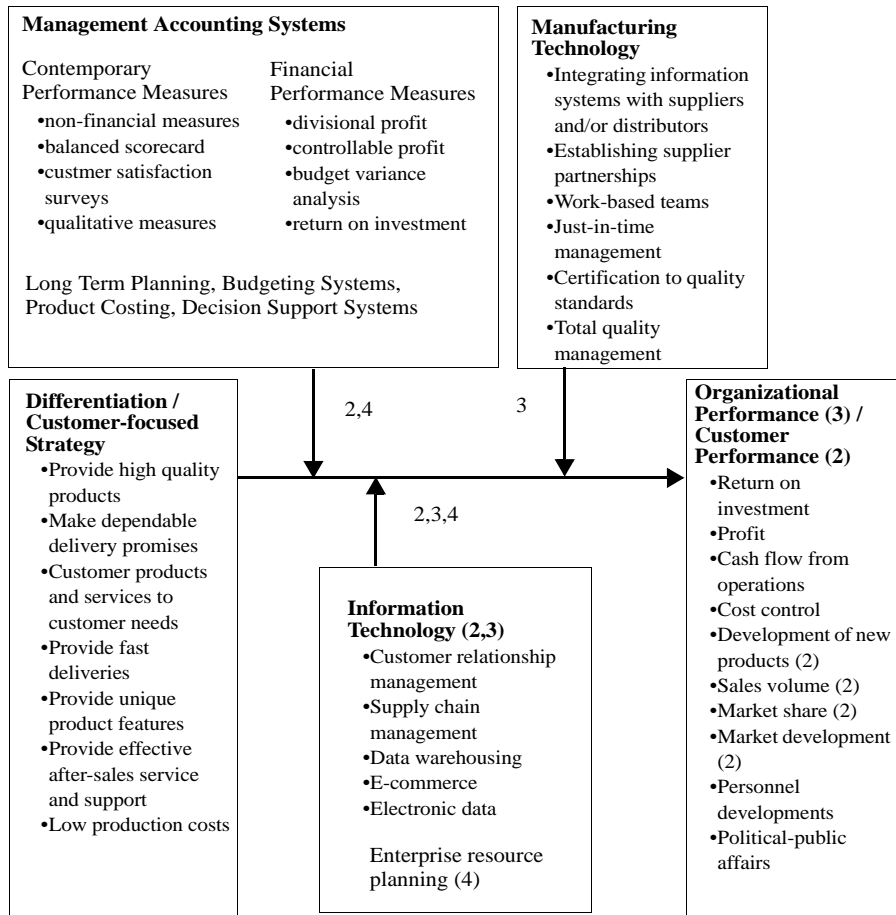 Management Accounting Systems
Contemporary
Performance Measures
•non-financial measures
•balanced scorecard
•custmer satisfaction
surveys
•qualitative measures
Financial
Performance Measures
•divisional profit
•controllable profit
•budget variance
analysis
•return on investment
Long Term Planning, Budgeting Systems,
Product Costing, Decision Support Systems
Manufacturing
Technology
•Integrating information
systems with suppliers
and/or distributors
•Establishing supplier
partnerships
•Work-based teams
•Just-in-time
management
•Certification to quality
standards
•Total quality
management
2,4
3
Differentiation /
Customer-focused
Strategy
•Provide high quality
products
•Make dependable
delivery promises
•Customer products
and services to
customer needs
•Provide fast
deliveries
•Provide unique
product features
•Provide effective
after-sales service
and support
•Low production costs
2,3,4
Information
Technology (2,3)
•Customer relationship
management
•Supply chain
management
•Data warehousing
•E-commerce
•Electronic data
Enterprise resource
planning (4)
Organizational
Performance (3) /
Customer
Performance (2)
•Return on
investment
•Profit
•Cash flow from
operations
•Cost control
•Development of new
products (2)
•Sales volume (2)
•Market share (2)
•Market development
(2)
•Personnel
developments
•Political-public
affairs